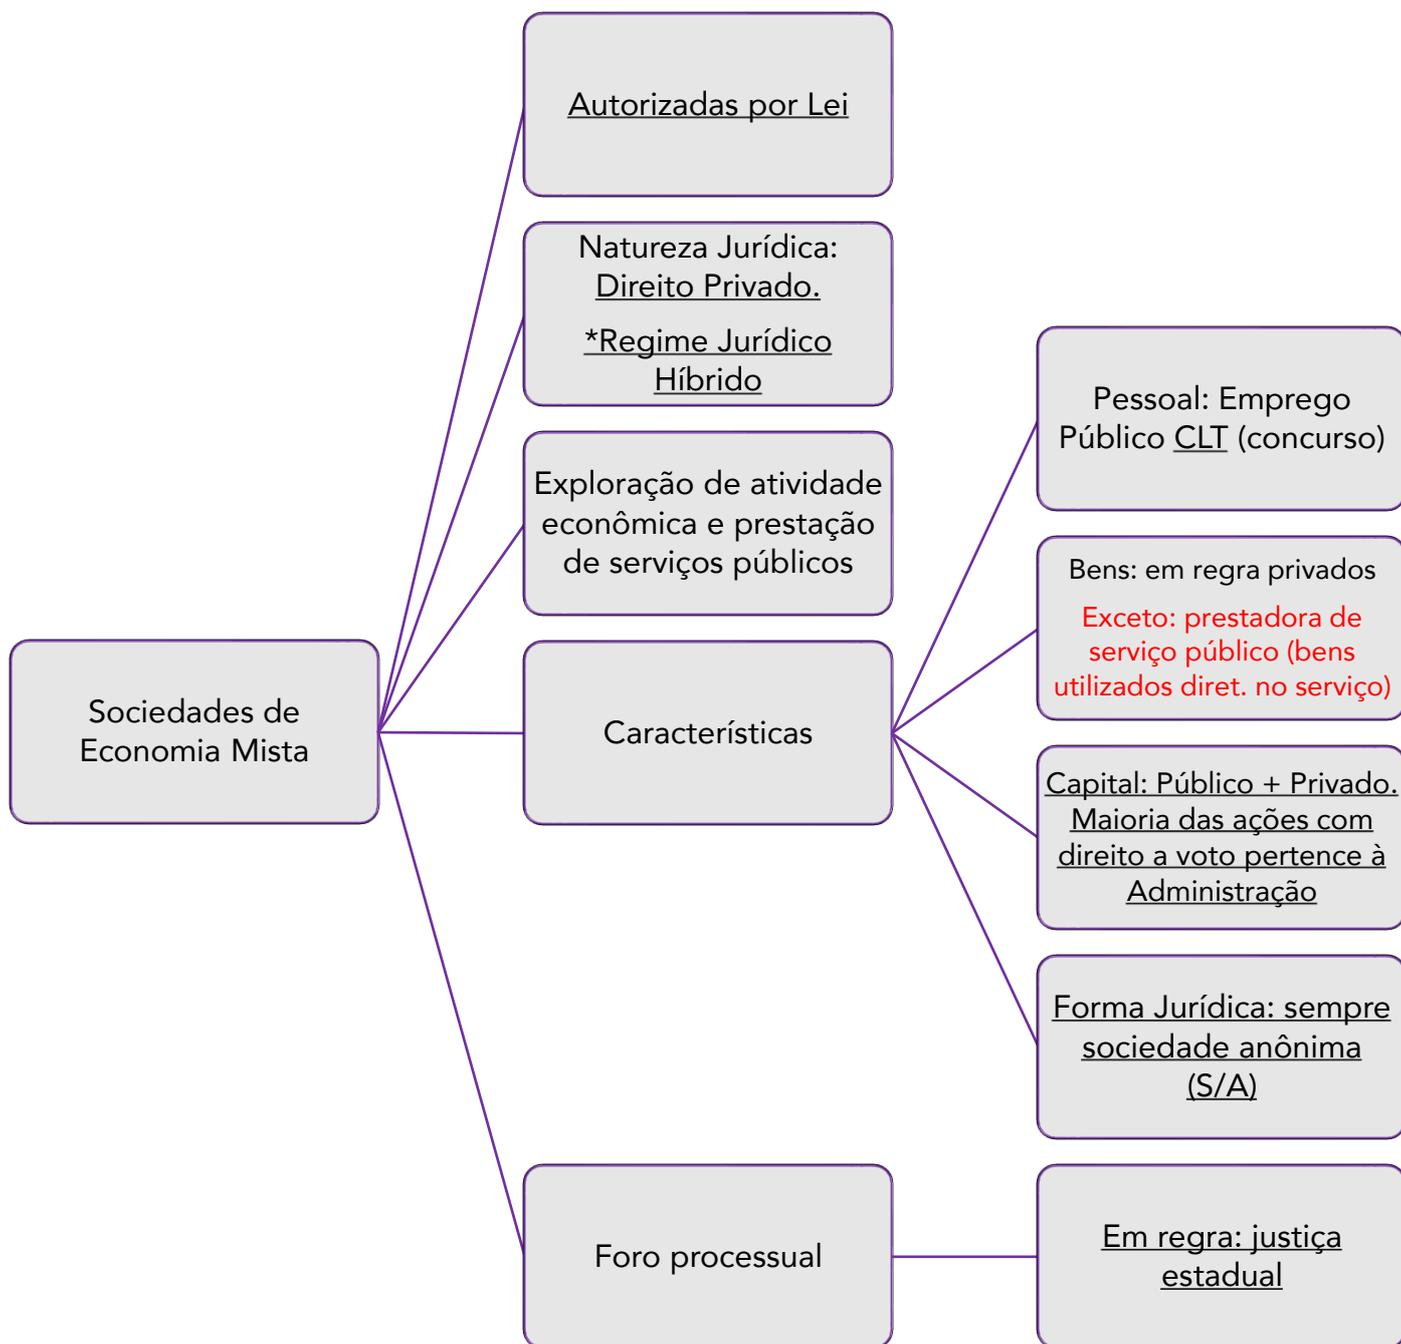 Autorizadas por Lei
Natureza Jurídica:
Direito Privado.
*Regime Jurídico
Híbrido
Exploração de atividade
econômica e prestação
de serviços públicos
Sociedades de
Economia Mista
Características
Pessoal: Emprego
Público CLT (concurso)
Bens: em regra privados
Exceto: prestadora de
serviço público (bens
utilizados diret. no serviço)
Capital: Público + Privado.
Maioria das ações com
direito a voto pertence à
Administração
Forma Jurídica: sempre
sociedade anônima
(S/A)
Foro processual
Em regra: justiça
estadual